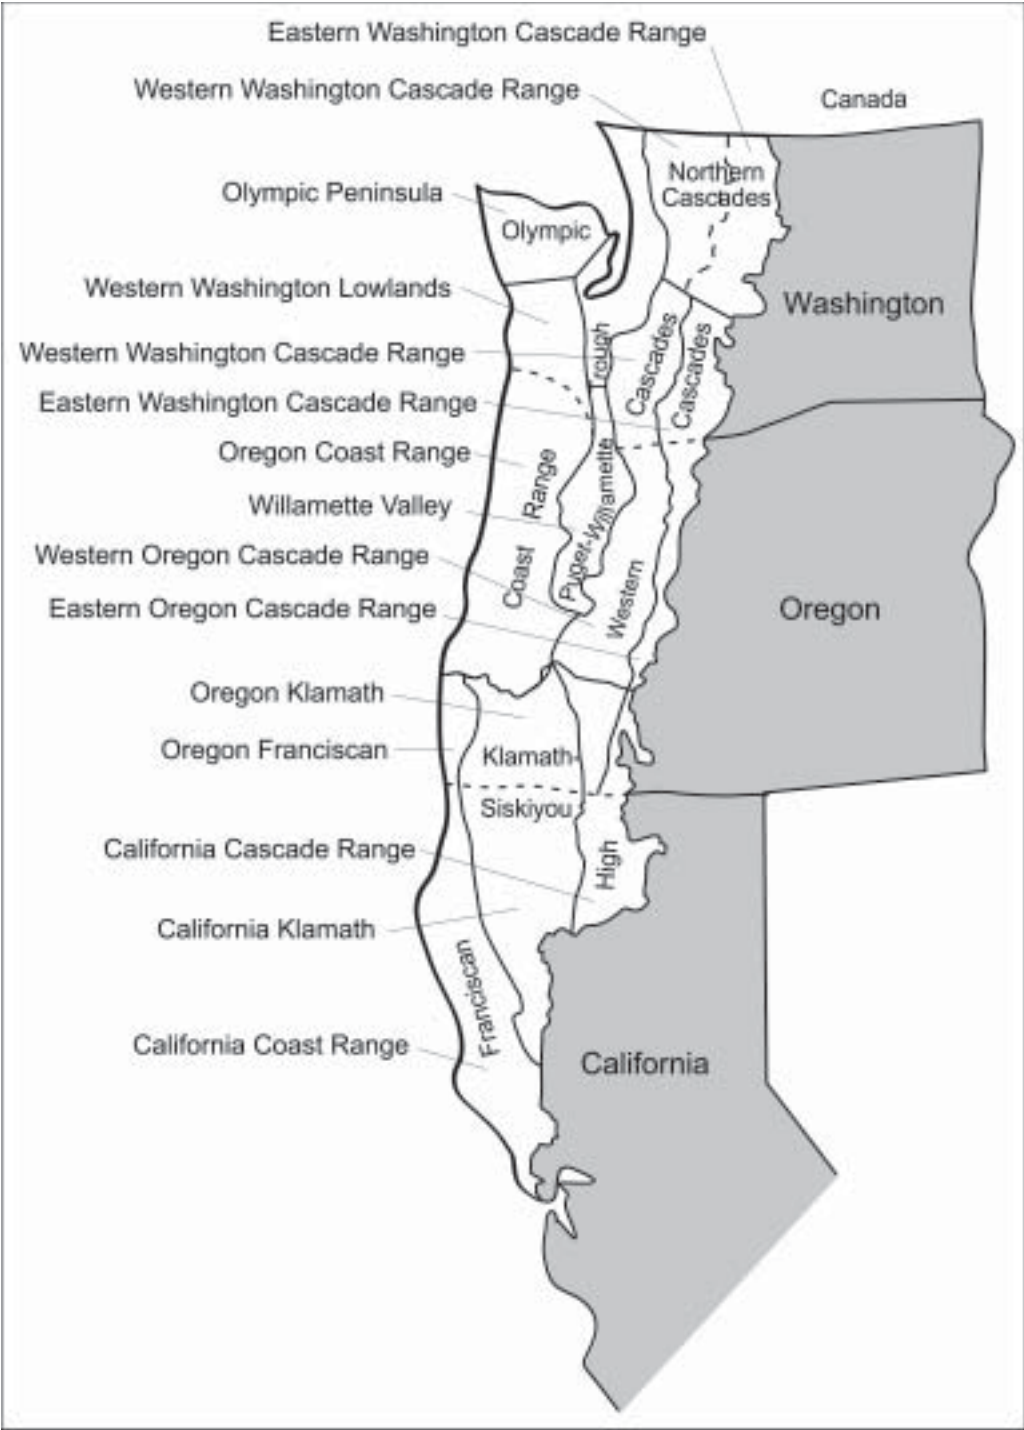 Eastern Washington Cascade Range
Western Washington Cascade Range
Canada
Northern
Cascades
Olympic Peninsula
Olympic
Western Washington Lowlands
Washington
Trough
Western Washington Cascade Range
Cascades
Cascades
Eastern Washington Cascade Range
Oregon Coast Range
Range
Willamette Valley
Puget-Willamette
Western Oregon Cascade Range
Coast
Western
Eastern Oregon Cascade Range
Oregon
Oregon Klamath
Oregon Franciscan
Klamath-
Siskiyou
California Cascade Range
High
California Klamath
Franciscan
California Coast Range
California